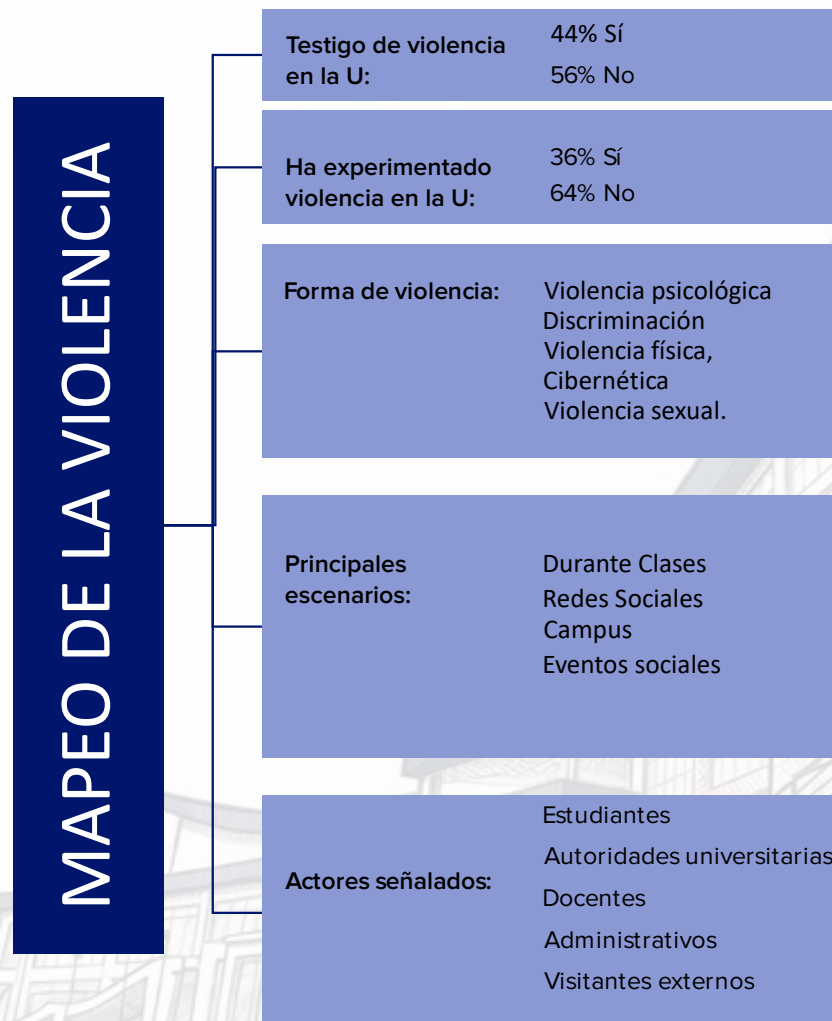 MAPEO DE LA VIOLENCIA
Testigo de violencia
en la U:
44% Sí
56% No
Ha experimentado
violencia en la U:
36% Sí
64% No
Forma de violencia:
Violencia psicológica
Discriminación
Violencia física,
Cibernética
Violencia sexual.
Principales
escenarios:
Durante Clases
Redes Sociales
Campus
Eventos sociales
Actores señalados:
Estudiantes
Autoridades universitarias
Docentes
Administrativos
Visitantes externos